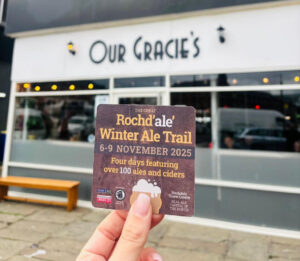 OUR GRACIE'S
THE GREAT
Rochd'ale'
Winter Ale Trail
6-9 NOVEMBER 2025
Four days featuring
over 100 ales and ciders